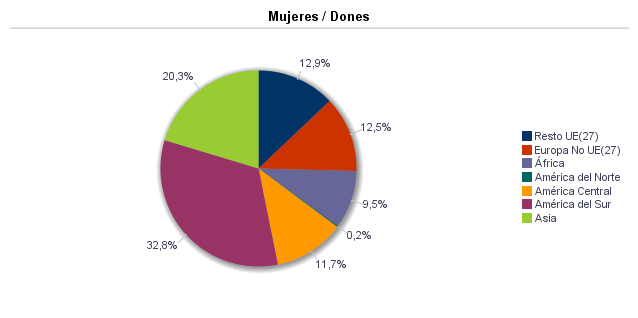 Mujeres / Dones
12,9%
20,3%
12,5%
9,5%
0,2%
32,8%
11,7%
Resto UE(27)
Europa No UE(27)
África
América del Norte
América Central
América del Sur
Asia